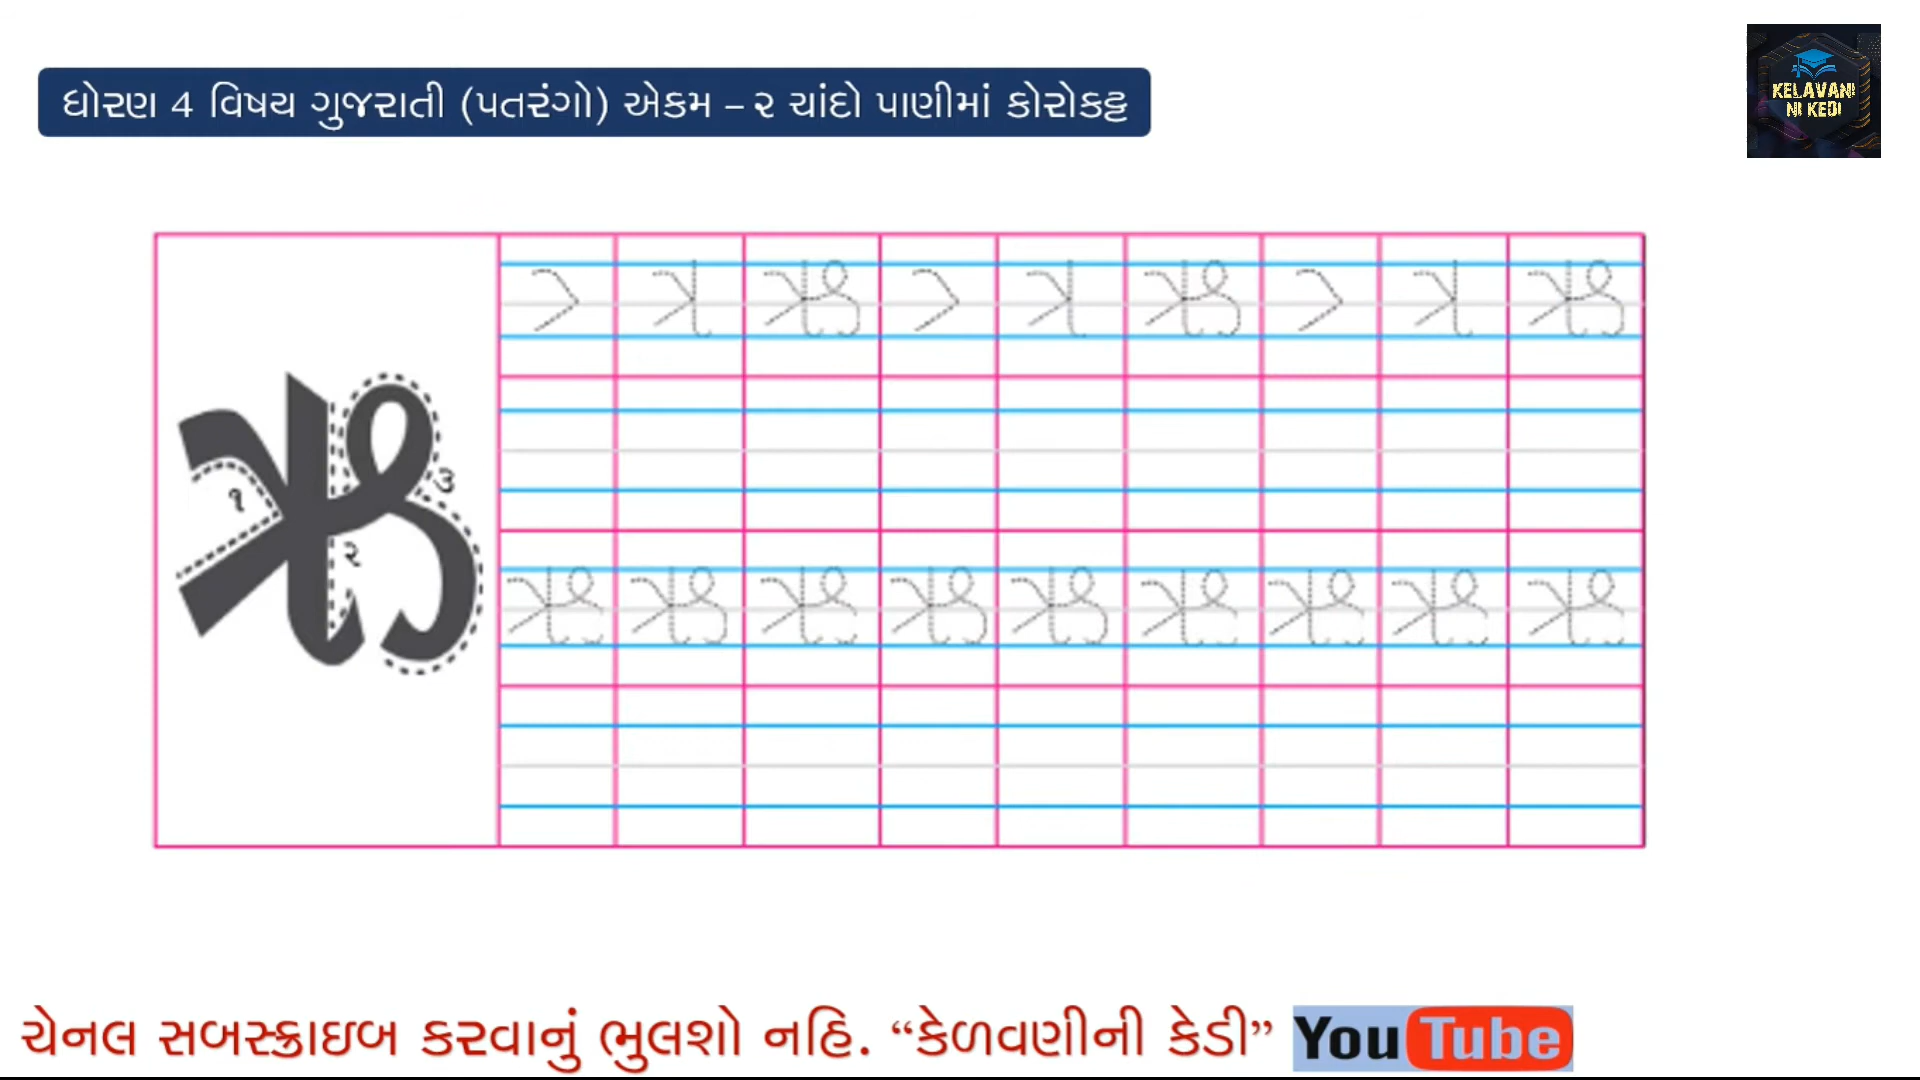 ધોરણ 4 વિષય ગુજરાતી (પતરંગો) એકમ – ૨ ચાંદો પાણીમાં કોરોકટ્ટ
KELAVANI
NI KEDI
ઋ
૧
૨
૩
ઋ ઋ ઋ
ઋ ઋ ઋ ઋ ઋ ઋ ઋ ઋ ઋ
ચેનલ સબસ્ક્રાઇબ કરવાનું ભુલશો નહિ. “કેળવણીની કેડી” YouTube